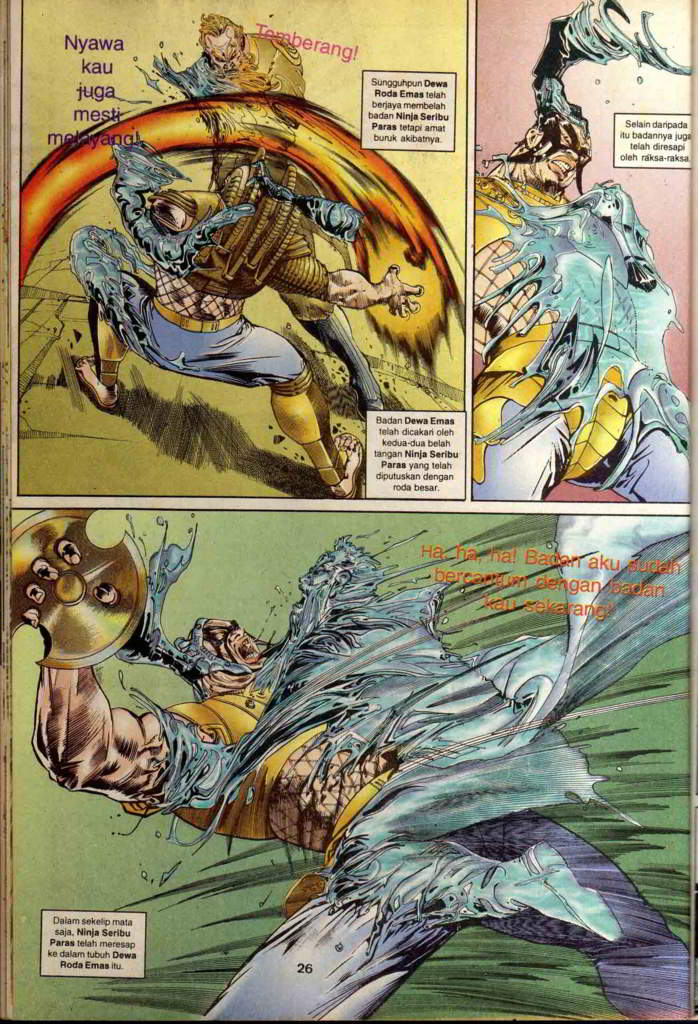 Nyawa
kau
juga
mesti
melayang!
Temberang!
Sungguhpun Dewa
Roda Emas telah
berjaya membelah
badan Ninja Seribu
Paras tetapi amat
buruk akibatnya.
Badan Dewa Emas
telah dicakari oleh
kedua-dua belah
tangan Ninja Seribu
Paras yang telah
diputuskan dengan
roda besar.
Selain daripada
itu badannya juga
telah diresapi
oleh raksa-raksa.
Ha, ha, ha! Badan aku sudah
bercantum dengan badan
kau sekarang!
Dalam sekelip mata
saja, Ninja Seribu
Paras telah meresap
ke dalam tubuh Dewa
Roda Emas itu.
26